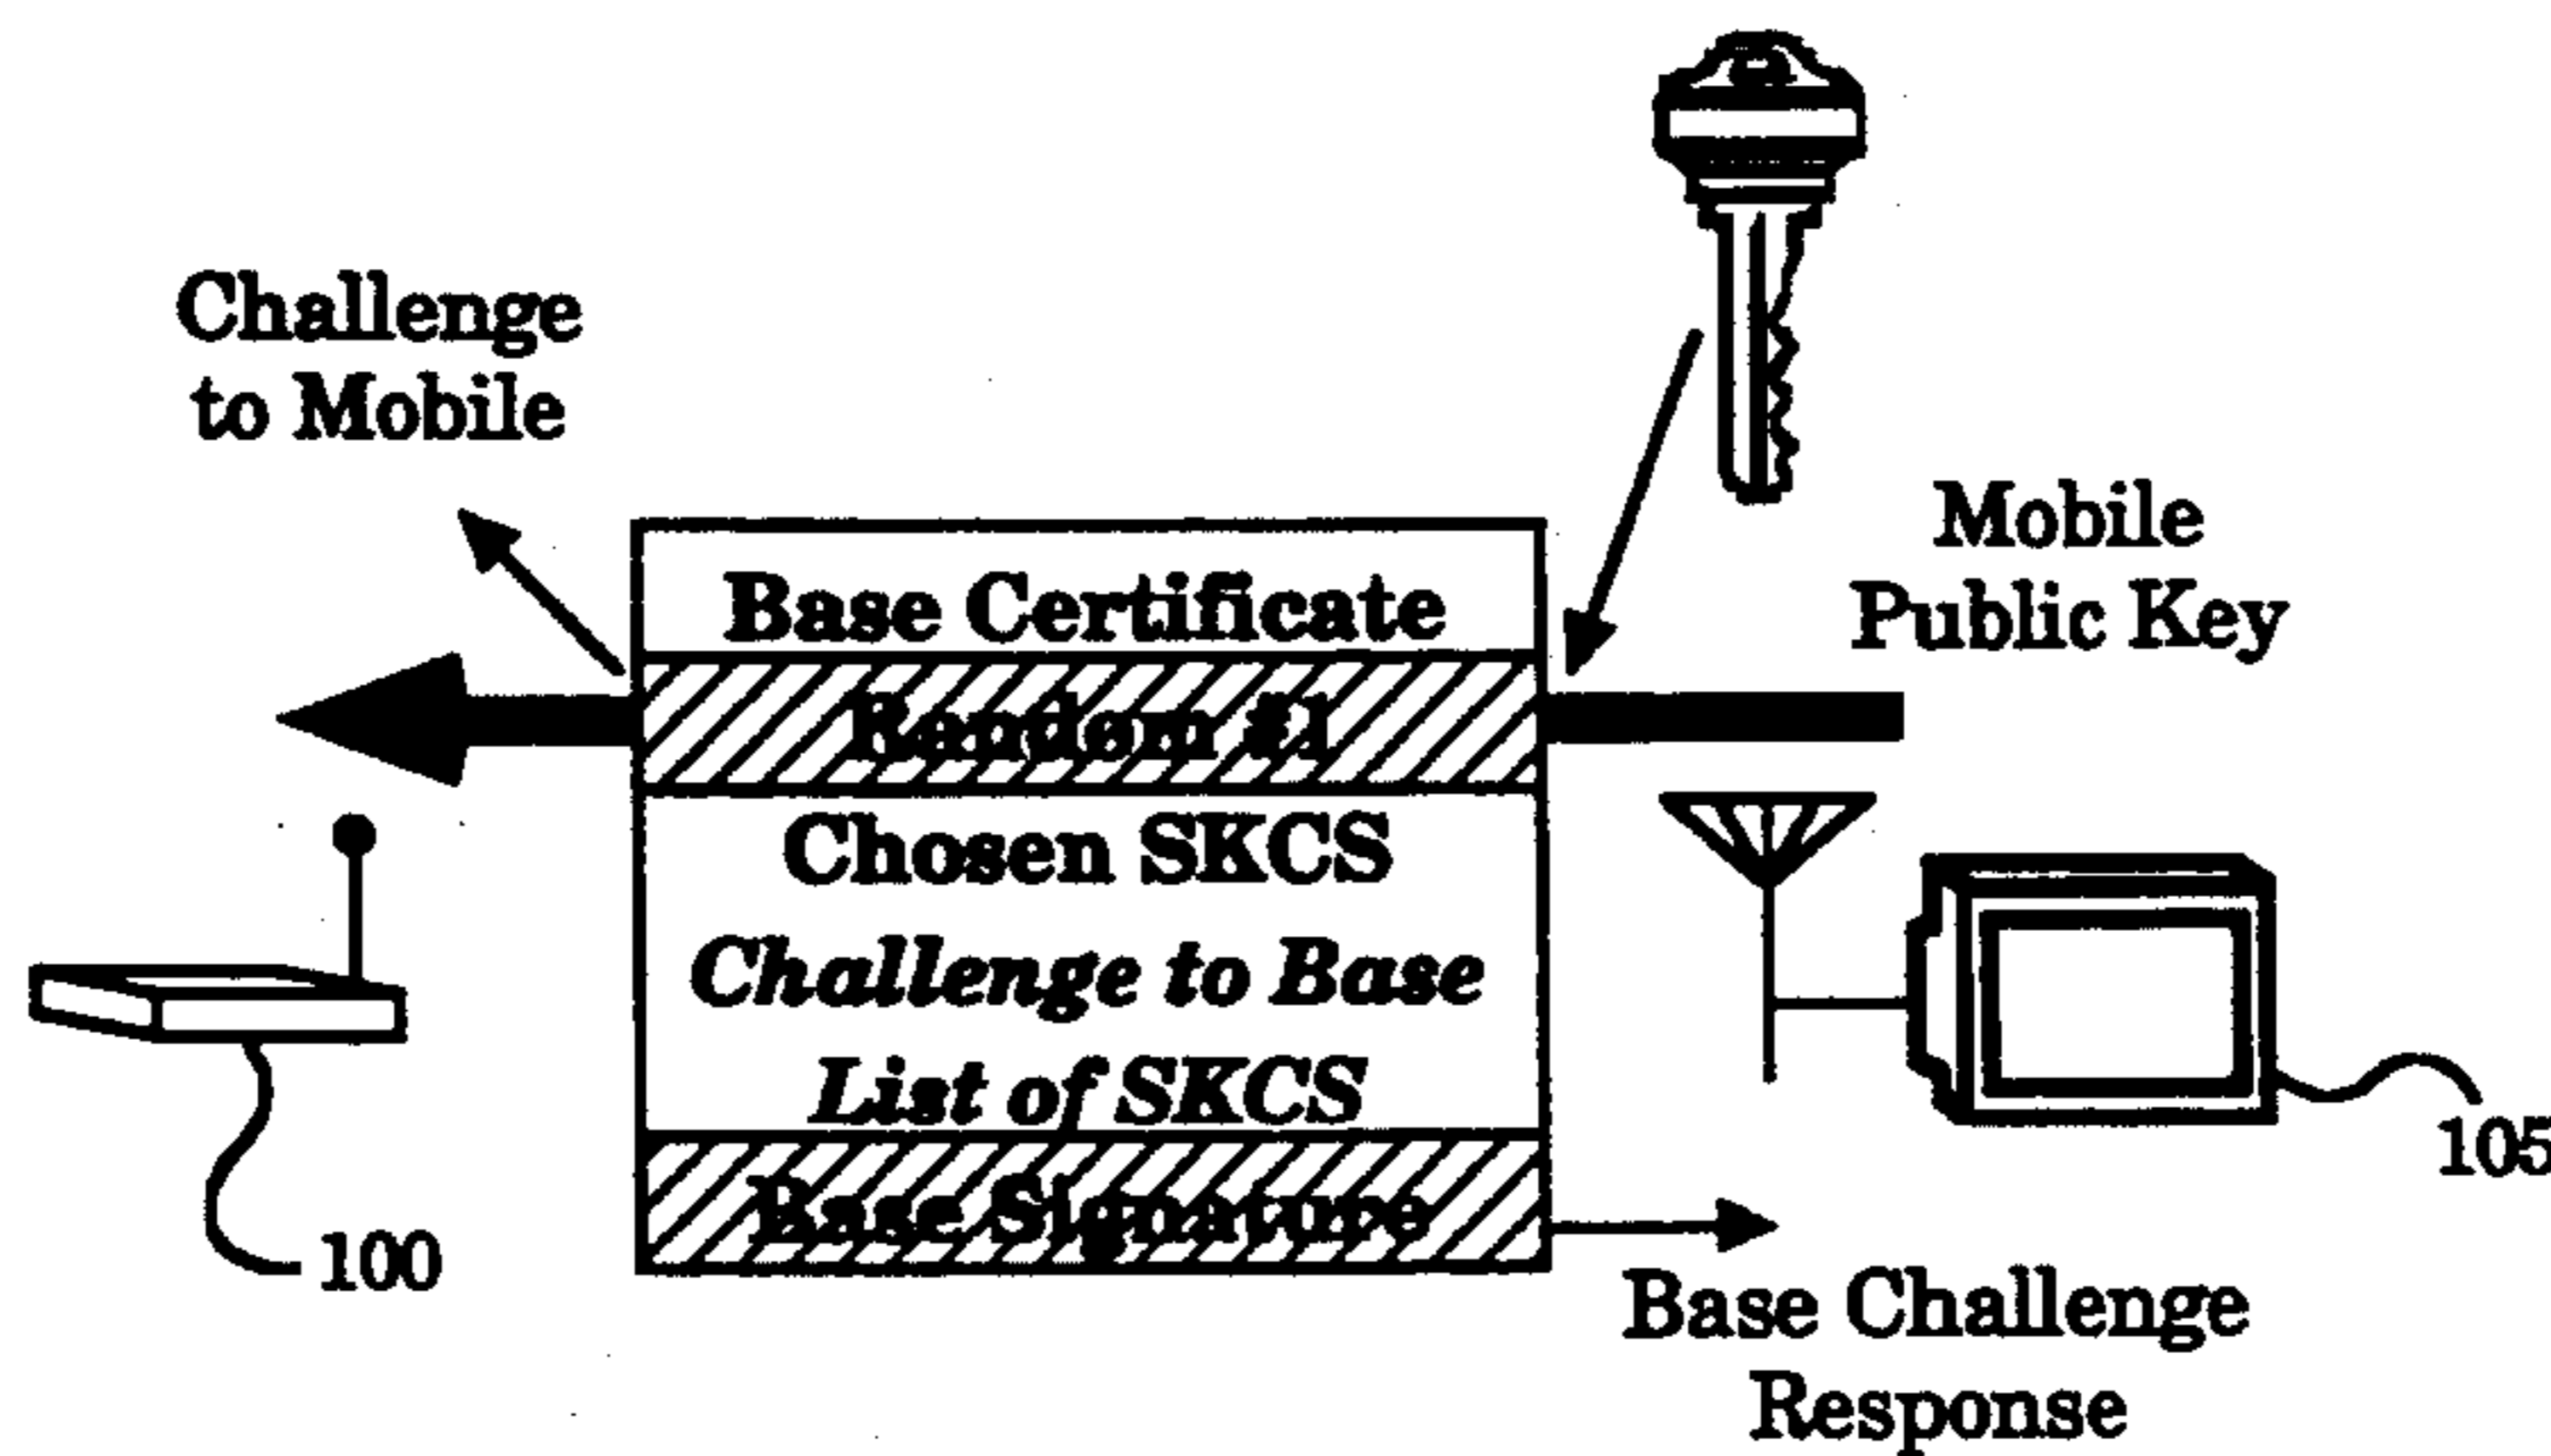 Challenge
to Mobile
Mobile
Public Key
Base Certificate
Random #1
Chosen SKCS
Challenge to Base
List of SKCS
Base Signature
100
105
Base Challenge
Response